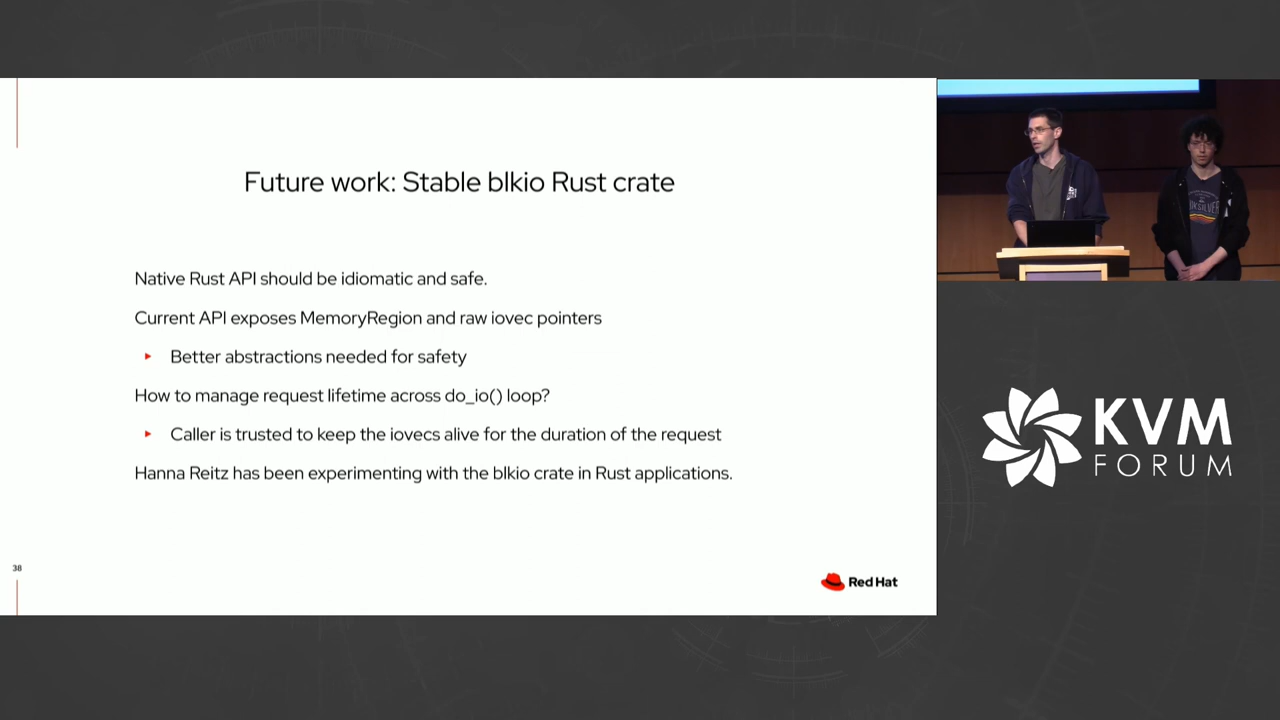 Future work: Stable blkio Rust crate
Native Rust API should be idiomatic and safe.
Current API exposes MemoryRegion and raw iovec pointers
Better abstractions needed for safety
How to manage request lifetime across do_io() loop?
Caller is trusted to keep the iovecs alive for the duration of the request
Hanna Reitz has been experimenting with the blkio crate in Rust applications.
38
Red Hat
KVM
FORUM